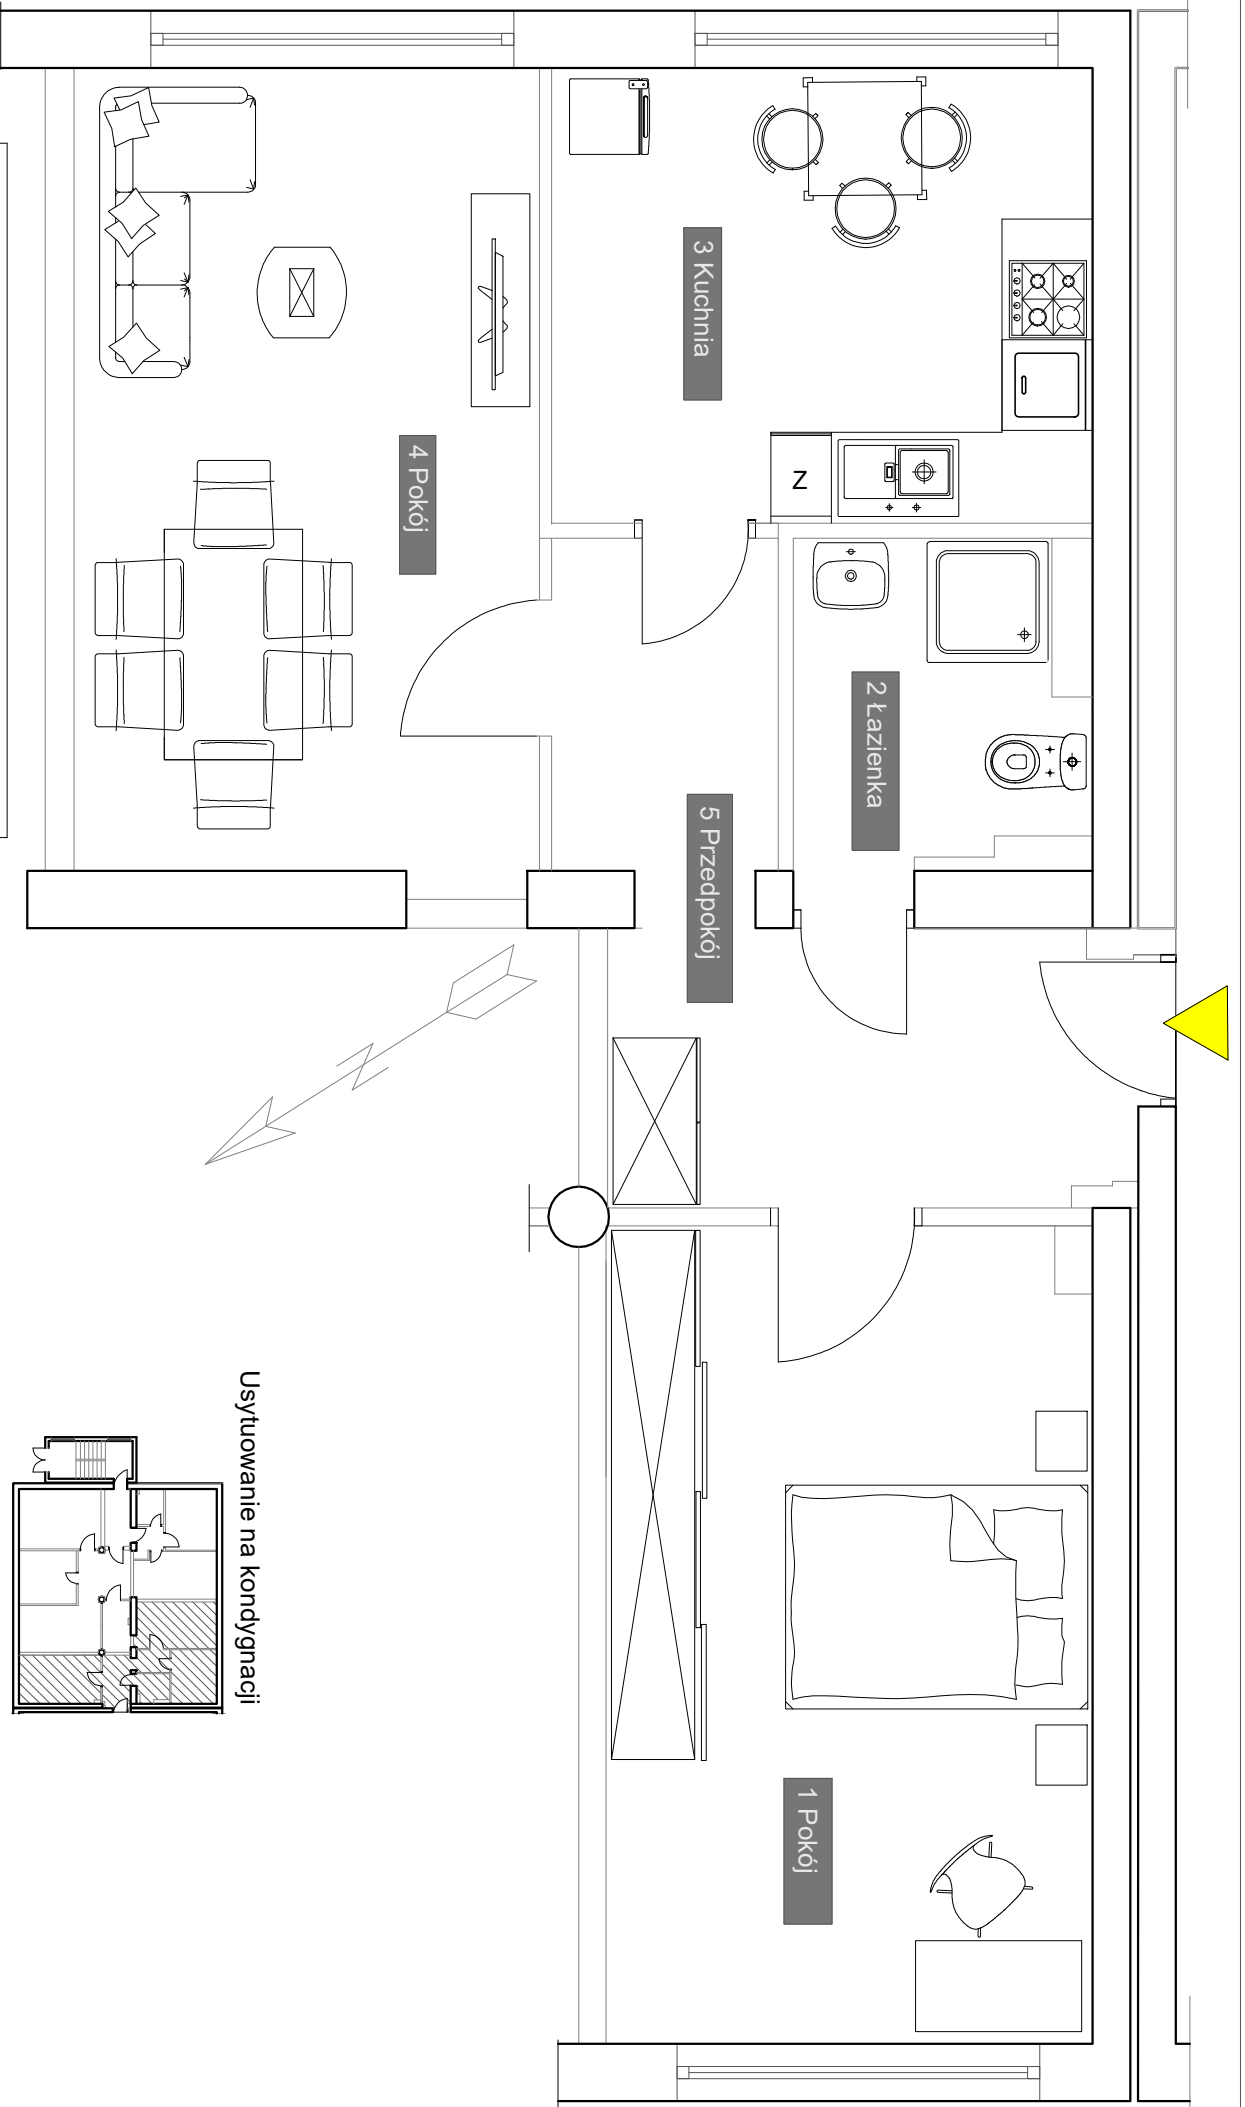 3 Kuchnia
4 Pokój
Z
2 Łazienka
5 Przedpokój
N
1 Pokój
Usytuowanie na kondygnacji